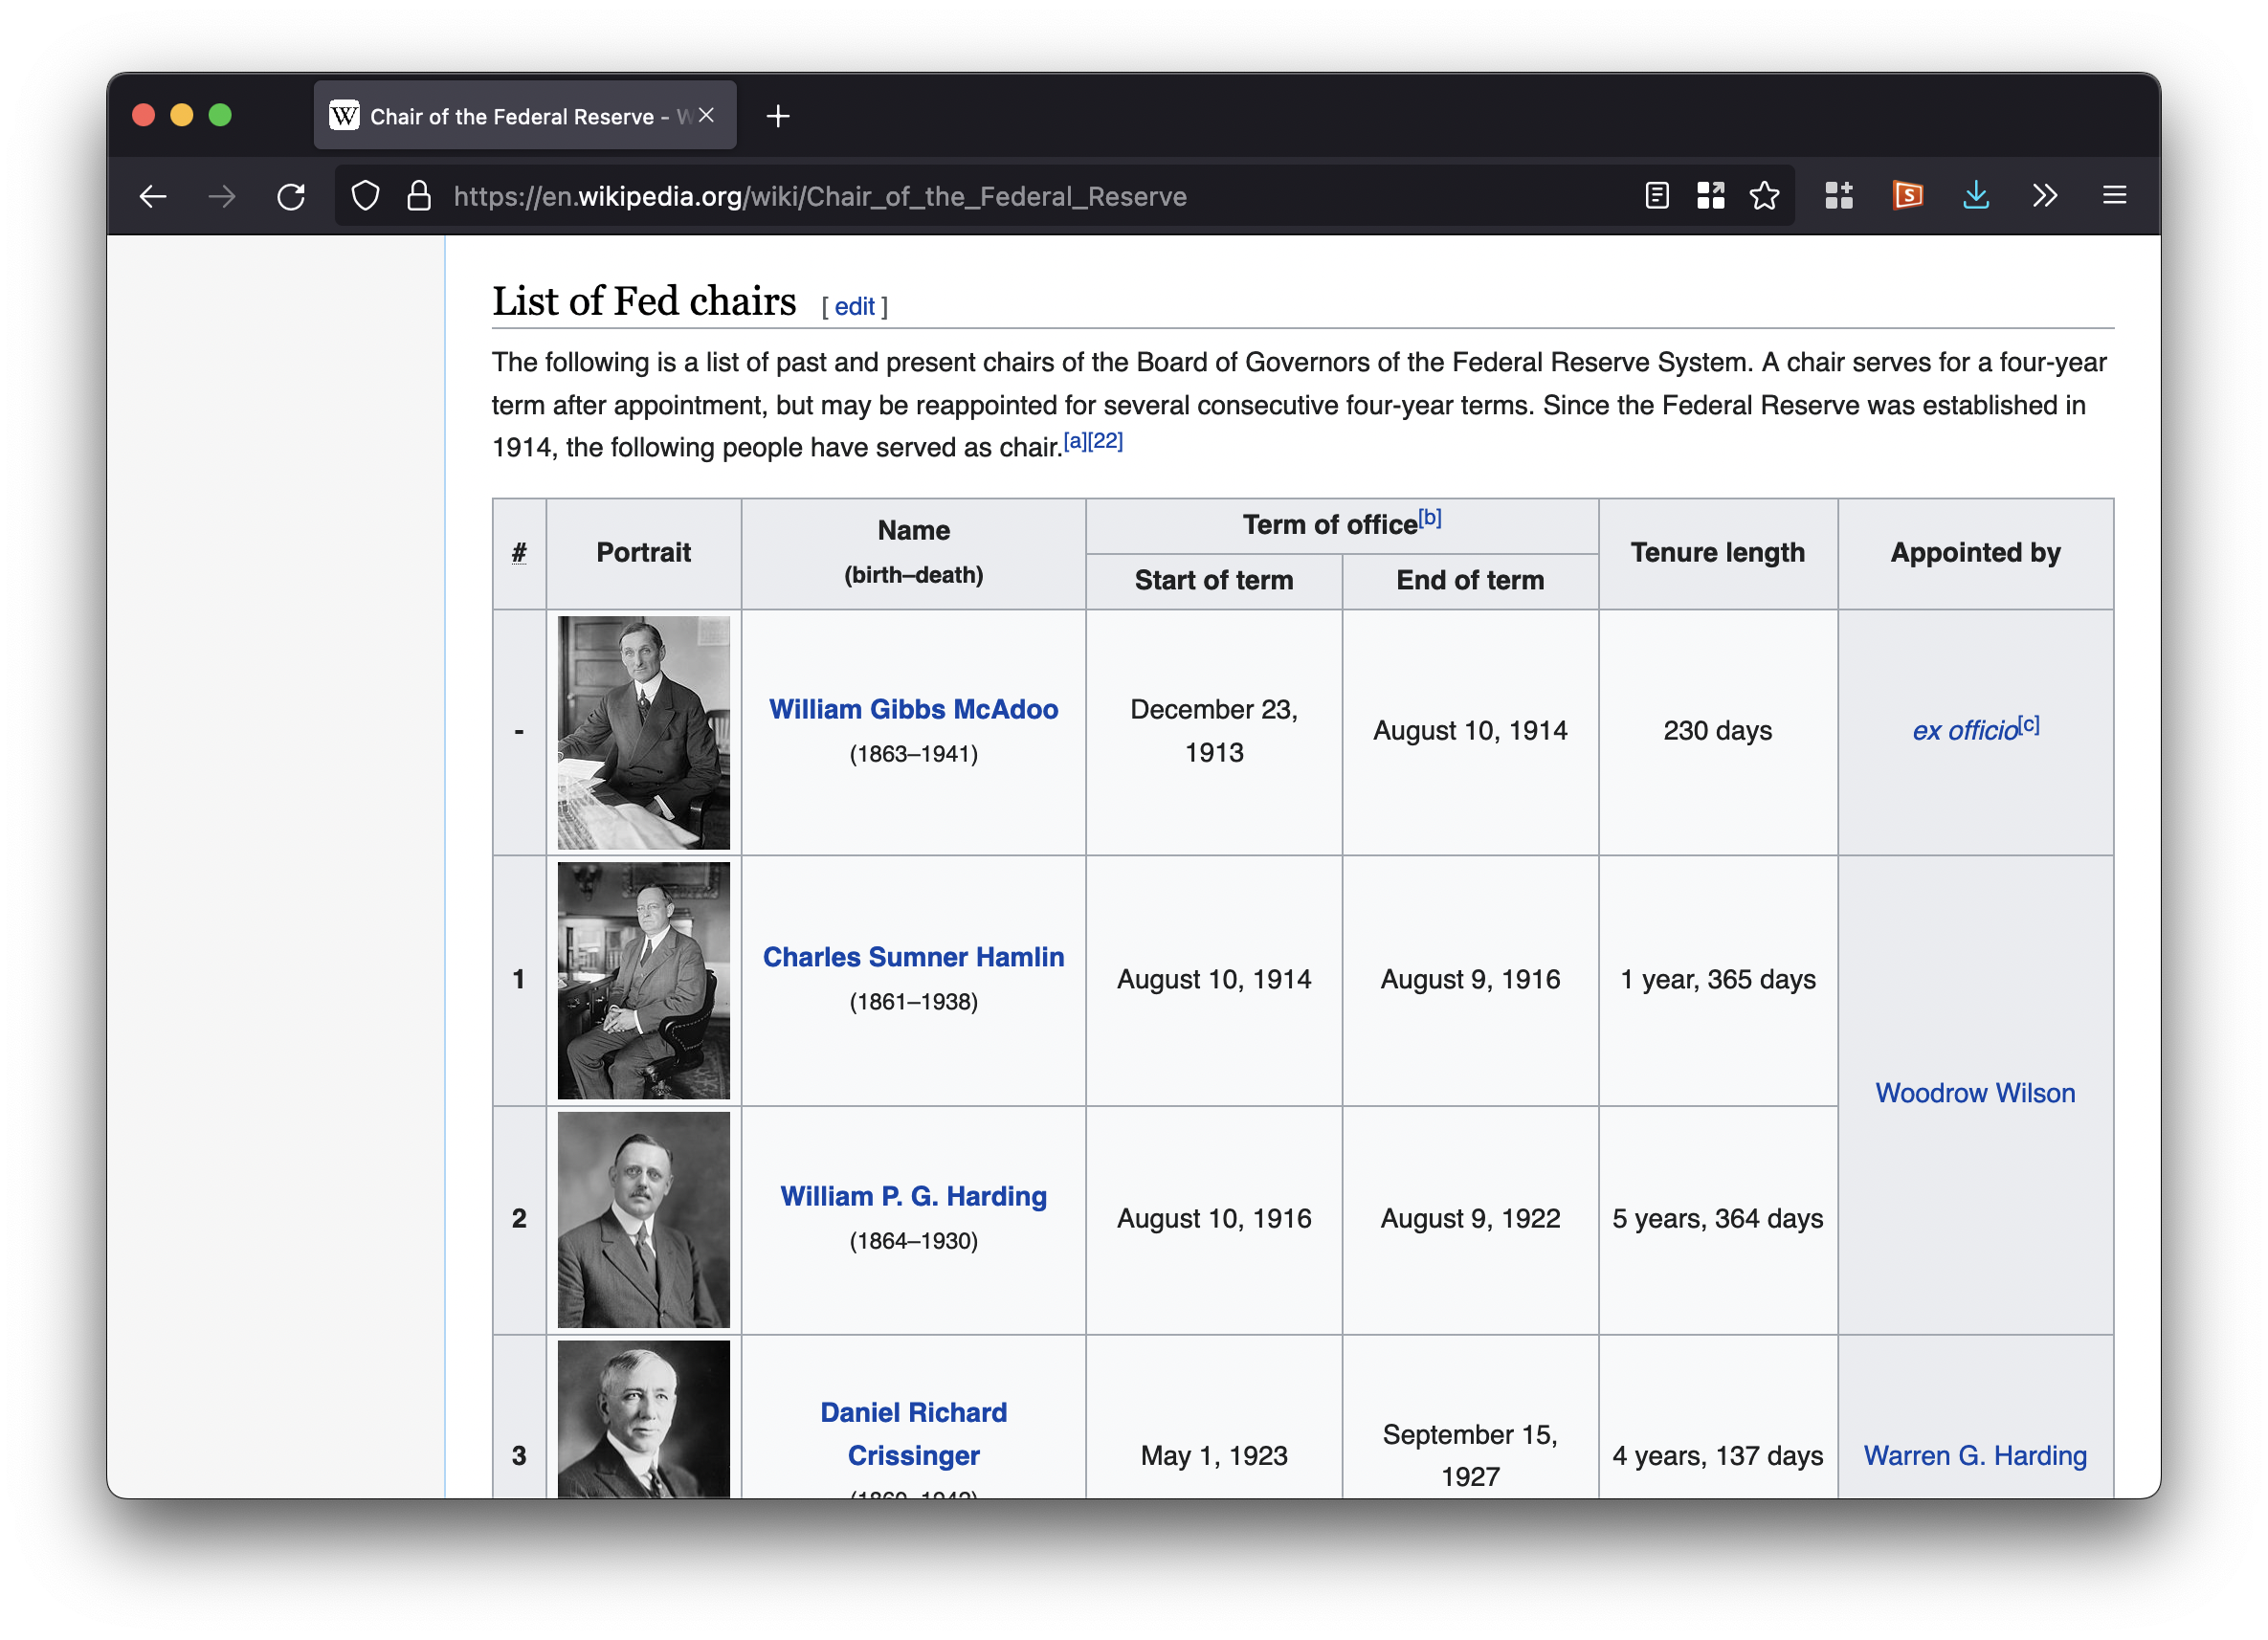 Chair of the Federal Reserve - W
https://en.wikipedia.org/wiki/Chair_of_the_Federal_Reserve
List of Fed chairs [ edit ]
The following is a list of past and present chairs of the Board of Governors of the Federal Reserve System. A chair serves for a four-year
term after appointment, but may be reappointed for several consecutive four-year terms. Since the Federal Reserve was established in
1914, the following people have served as chair.[a][22]
# Portrait Name (birth–death) Term of office[b] Tenure length Appointed by
Start of term End of term
- William Gibbs McAdoo (1863–1941) December 23, 1913 August 10, 1914 230 days ex officio[c]
1 Charles Sumner Hamlin (1861–1938) August 10, 1914 August 9, 1916 1 year, 365 days
Woodrow Wilson
2 William P. G. Harding (1864–1930) August 10, 1916 August 9, 1922 5 years, 364 days
3 Daniel Richard Crissinger May 1, 1923 September 15, 1927 4 years, 137 days Warren G. Harding